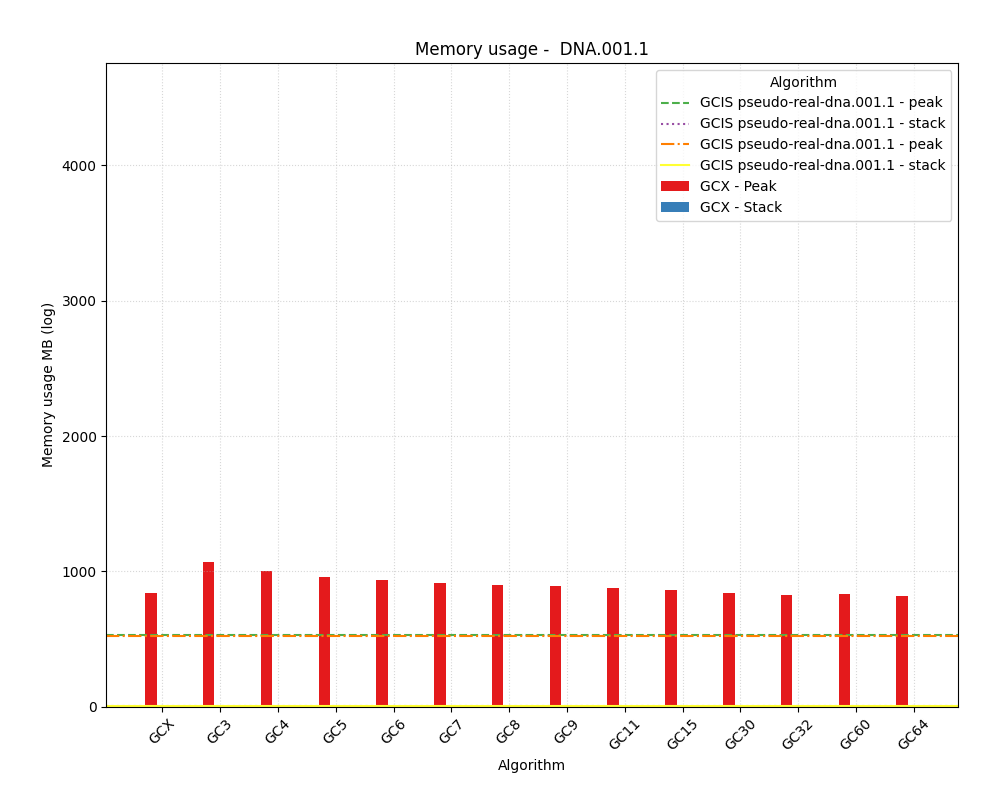 Memory usage -  DNA.001.1
Algorithm
GCIS pseudo-real-dna.001.1 - peak
GCIS pseudo-real-dna.001.1 - stack
GCIS pseudo-real-dna.001.1 - peak
GCIS pseudo-real-dna.001.1 - stack
GCX - Peak
GCX - Stack
Memory usage MB (log)
4000
3000
2000
1000
0
GCX GC3 GC4 GC5 GC6 GC7 GC8 GC9 GC11 GC15 GC30 GC32 GC60 GC64
Algorithm